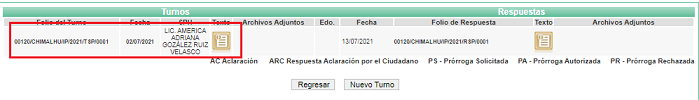 Turnos Respuestas
Folio del Turno Fecha SPH Texto Archivos Adjuntos Edo. Fecha Folio de Respuesta Texto Archivos Adjuntos
00120/CHIMALHU/IP/2021/TSP/0001 02/07/2021 LIC. AMERICA ADRIANA GOZÁLEZ RUIZ VELASCO 13/07/2021 00120/CHIMALHU/IP/2021/RSP/0001
AC Aclaración ARC Respuesta Aclaración por el Ciudadano PS - Prórroga Solicitada PA - Prórroga Autorizada PR - Prórroga Rechazada
Regresar Nuevo Turno